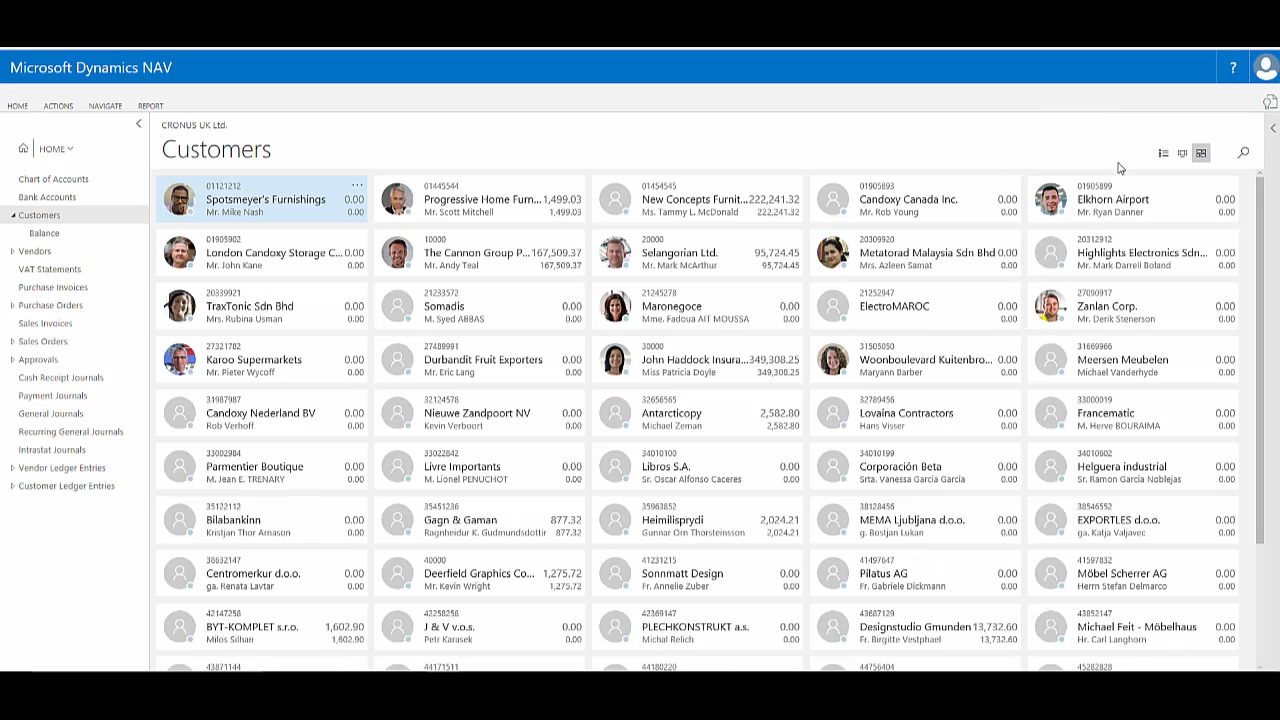 Microsoft Dynamics NAV
?
HOME ACTIONS NAVIGATE REPORT
HOME
Chart of Accounts
Bank Accounts
Customers
Balance
Vendors
VAT Statements
Purchase Invoices
Purchase Orders
Sales Invoices
Sales Orders
Approvals
Cash Receipt Journals
Payment Journals
General Journals
Recurring General Journals
Intrastat Journals
Vendor Ledger Entries
Customer Ledger Entries
CRONUS UK Ltd.
Customers
01121212 ...
Spotsmeyer's Furnishings 0.00
Mr. Mike Nash 0.00
01445544
Progressive Home Furn... 1,499.03
Mr. Scott Mitchell 1,499.03
01454545
New Concepts Furnit... 222,241.32
Ms. Tammy L. McDonald 222,241.32
01905893
Candoxy Canada Inc. 0.00
Mr. Rob Young 0.00
01905899
Elkhorn Airport 0.00
Mr. Ryan Danner 0.00
01905902
London Candoxy Storage C... 0.00
Mr. John Kane 0.00
10000
The Cannon Group P... 167,509.37
Mr. Andy Teal 167,509.37
20000
Selangorian Ltd. 95,724.45
Mr. Mark McArthur 95,724.45
20309920
Metatorad Malaysia Sdn Bhd 0.00
Mrs. Azleen Samat 0.00
20312912
Highlights Electronics Sdn... 0.00
Mr. Mark Darrell Boland 0.00
20339921
TraxTonic Sdn Bhd 0.00
Mrs. Rubina Usman 0.00
21233572
Somadis 0.00
M. Syed ABBAS 0.00
21245278
Maronegoce 0.00
Mme. Fadoua AIT MOUSSA 0.00
21252947
ElectroMAROC 0.00
0.00
27090917
Zanlan Corp. 0.00
Mr. Derik Stenerson 0.00
27321782
Karoo Supermarkets 0.00
Mr. Pieter Wycoff 0.00
27489991
Durbandit Fruit Exporters 0.00
Mr. Eric Lang 0.00
30000
John Haddock Insura... 349,308.25
Miss Patricia Doyle 349,308.25
31505050
Woonboulevard Kuitenbro... 0.00
Maryann Barber 0.00
31669966
Meersen Meubelen 0.00
Michael Vanderhyde 0.00
31987987
Candoxy Nederland BV 0.00
Rob Verhoff 0.00
32124578
Nieuwe Zandpoort NV 0.00
Kevin Verboort 0.00
32656565
Antarcticopy 2,582.80
Michael Zeman 2,582.80
32789456
Lovaina Contractors 0.00
Hans Visser 0.00
33000019
Francematic 0.00
M. Herve BOURAIMA 0.00
33002984
Parmentier Boutique 0.00
M. Jean E. TRENARY 0.00
33022842
Livre Importants 0.00
M. Lionel PENUCHOT 0.00
34010100
Libros S.A. 0.00
Sr. Oscar Alfonso Caceres 0.00
34010199
Corporación Beta 0.00
Srta. Vanessa Garcia Garcia 0.00
34010602
Helguera industrial 0.00
Sr. Ramon Garcia Noblejas 0.00
35122112
Bilabankinn 0.00
Kristjan Thor Arnason 0.00
35451236
Gagn & Gaman 877.32
Ragnheidur K. Gudmundsdottir 877.32
35963852
Heimilisprydi 2,024.21
Gunnar Orn Thorsteinsson 2,024.21
38128456
MEMA Ljubljana d.o.o. 0.00
g. Bostjan Lukan 0.00
38546552
EXPORTLES d.o.o. 0.00
ga. Katja Valjavec 0.00
38632147
Centromerkur d.o.o. 0.00
ga. Renata Lavtar 0.00
40000
Deerfield Graphics Co... 1,275.72
Mr. Kevin Wright 1,275.72
41231215
Sonnmatt Design 0.00
Fr. Annelie Zuber 0.00
41497647
Pilatus AG 0.00
Fr. Gabriele Dickmann 0.00
41597832
Möbel Scherrer AG 0.00
Herrn Stefan Delmarco 0.00
42147258
BYT-KOMPLET s.r.o. 1,602.90
Milos Silhan 1,602.90
42258258
J & V v.o.s. 0.00
Petr Karasek 0.00
42369147
PLECHKONSTRUKT a.s. 0.00
Michal Relich 0.00
43687129
Designstudio Gmunden 13,732.60
Fr. Birgitte Vestphael 13,732.60
43852147
Michael Feit - Möbelhaus 0.00
Hr. Carl Langhorn 0.00
43871144
44171511
44180220
44756404
45282828